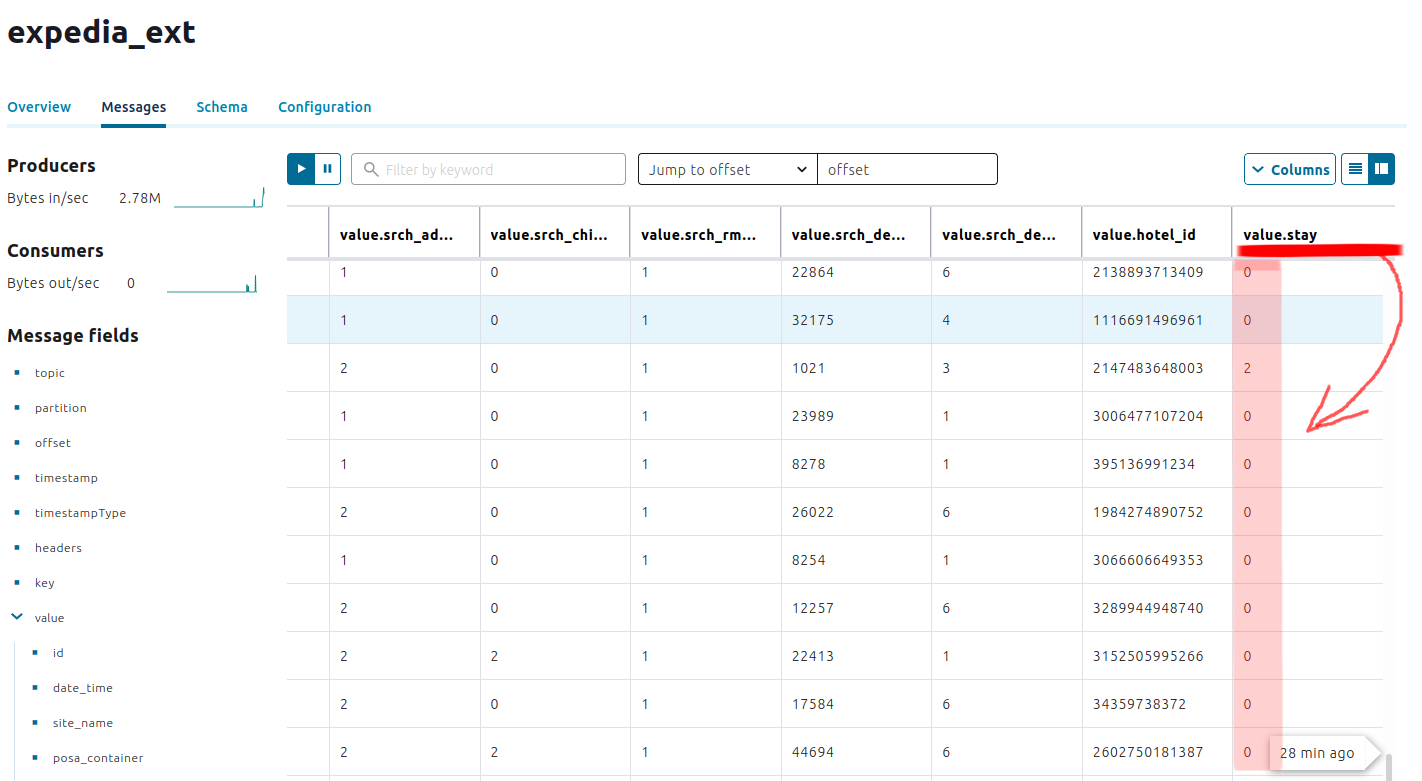 expedia_ext
Overview Messages Schema Configuration
Producers
Bytes in/sec 2.78M
Consumers
Bytes out/sec 0
Message fields
topic
partition
offset
timestamp
timestampType
headers
key
value
id
date_time
site_name
posa_container
Filter by keyword Jump to offset offset Columns
value.srch_ad... value.srch_chi... value.srch_rm... value.srch_de... value.srch_de... value.hotel_id value.stay
1 0 1 22864 6 2138893713409 0
1 0 1 32175 4 1116691496961 0
2 0 1 1021 3 2147483648003 2
1 0 1 23989 1 3006477107204 0
1 0 1 8278 1 395136991234 0
2 0 1 26022 6 1984274890752 0
1 0 1 8254 1 3066606649353 0
2 0 1 12257 6 3289944948740 0
2 2 1 22413 1 3152505995266 0
2 0 1 17584 6 34359738372 0
2 2 1 44694 6 2602750181387 0
28 min ago